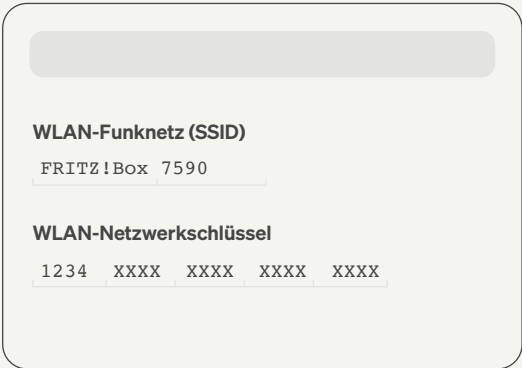 WLAN-Funknetz (SSID)
FRITZ!Box 7590
WLAN-Netzwerkschlüssel
1234 XXXX XXXX XXXX XXXX